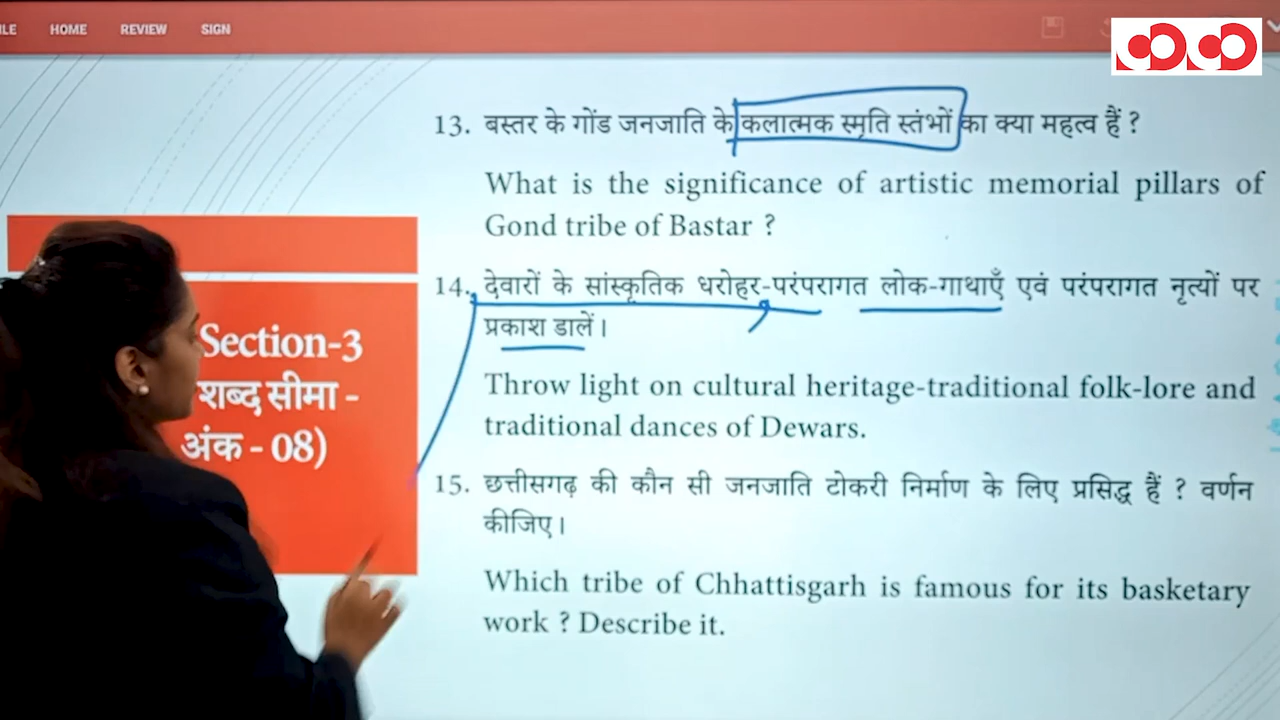 HOME REVIEW SIGN
13. बस्तर के गोंड जनजाति के कलात्मक स्मृति स्तंभों का क्या महत्व हैं ?
What is the significance of artistic memorial pillars of
Gond tribe of Bastar ?
14. देवारों के सांस्कृतिक धरोहर-परंपरागत लोक-गाथाएँ एवं परंपरागत नृत्यों पर
प्रकाश डालें।
Throw light on cultural heritage-traditional folk-lore and
traditional dances of Dewars.
15. छत्तीसगढ़ की कौन सी जनजाति टोकरी निर्माण के लिए प्रसिद्ध हैं ? वर्णन
कीजिए।
Which tribe of Chhattisgarh is famous for its basketary
work ? Describe it.
Section-3
शब्द सीमा -
अंक - 08)